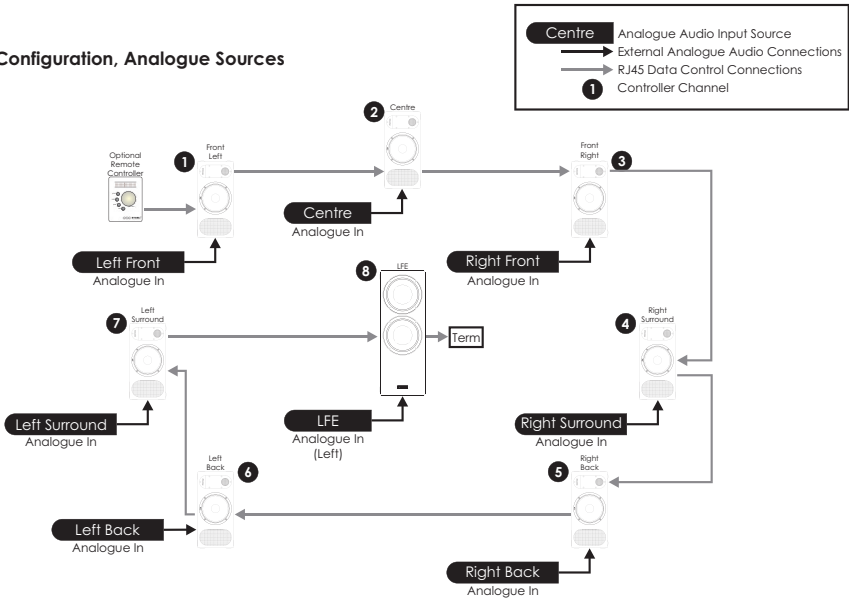 Configuration, Analogue Sources
Centre
Analogue Audio Input Source
External Analogue Audio Connections
RJ45 Data Control Connections
1
Controller Channel
Optional
Remote
Controller
1
Front
Left
2
Centre
Front
Right
3
Centre
Analogue In
Left Front
Analogue In
Right Front
Analogue In
8
LFE
Term
7
Left
Surround
4
Right
Surround
Left Surround
Analogue In
LFE
Analogue In
(Left)
Right Surround
Analogue In
Left
Back
6
5
Right
Back
Left Back
Analogue In
Right Back
Analogue In